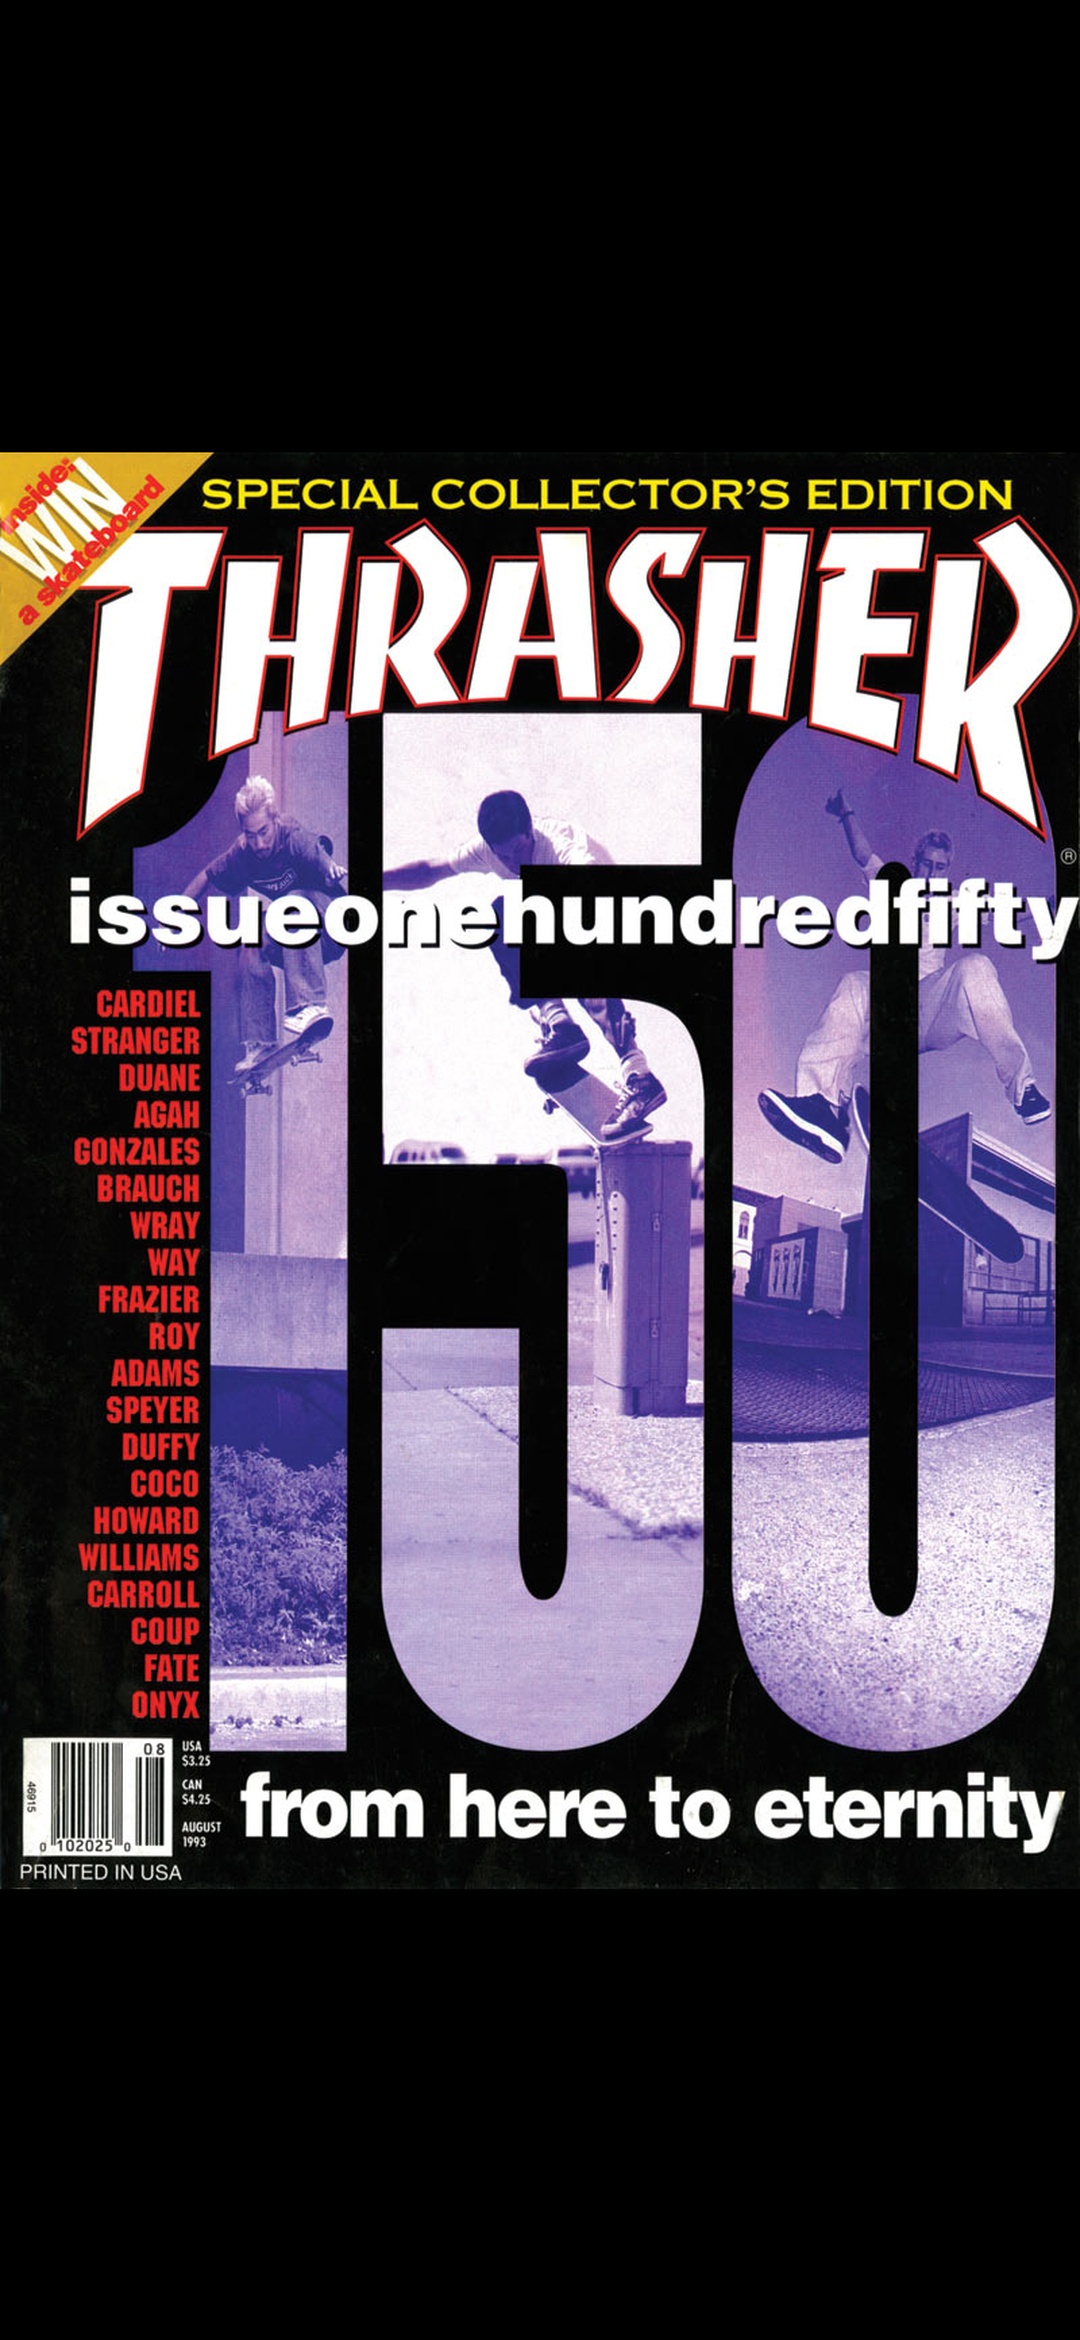 Inside:
WIN
a skateboard
SPECIAL COLLECTOR'S EDITION
THRASHER
®
150
issueonehundredfifty
CARDIEL
STRANGER
DUANE
AGAH
GONZALES
BRAUCH
WRAY
WAY
FRAZIER
ROY
ADAMS
SPEYER
DUFFY
COCO
HOWARD
WILLIAMS
CARROLL
COUP
FATE
ONYX
USA
$3.25
CAN
$4.25
AUGUST
1993
08
46915
0 102025 0
PRINTED IN USA
from here to eternity